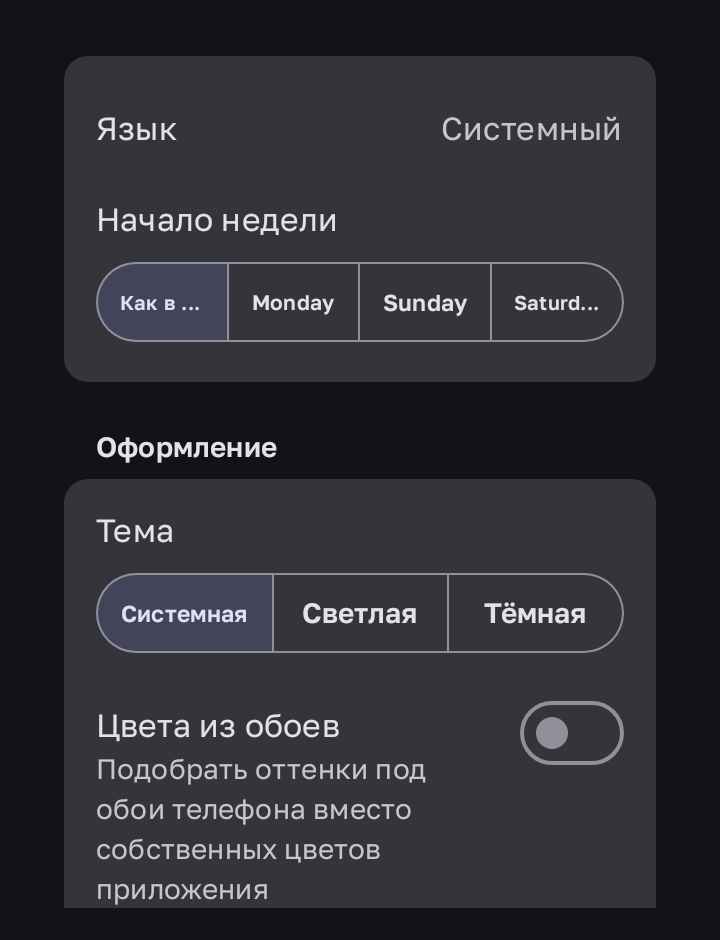 Язык
Системный
Начало недели
Как в ...
Monday
Sunday
Saturd...
Оформление
Тема
Системная
Светлая
Тёмная
Цвета из обоев
Подобрать оттенки под
обои телефона вместо
собственных цветов
приложения